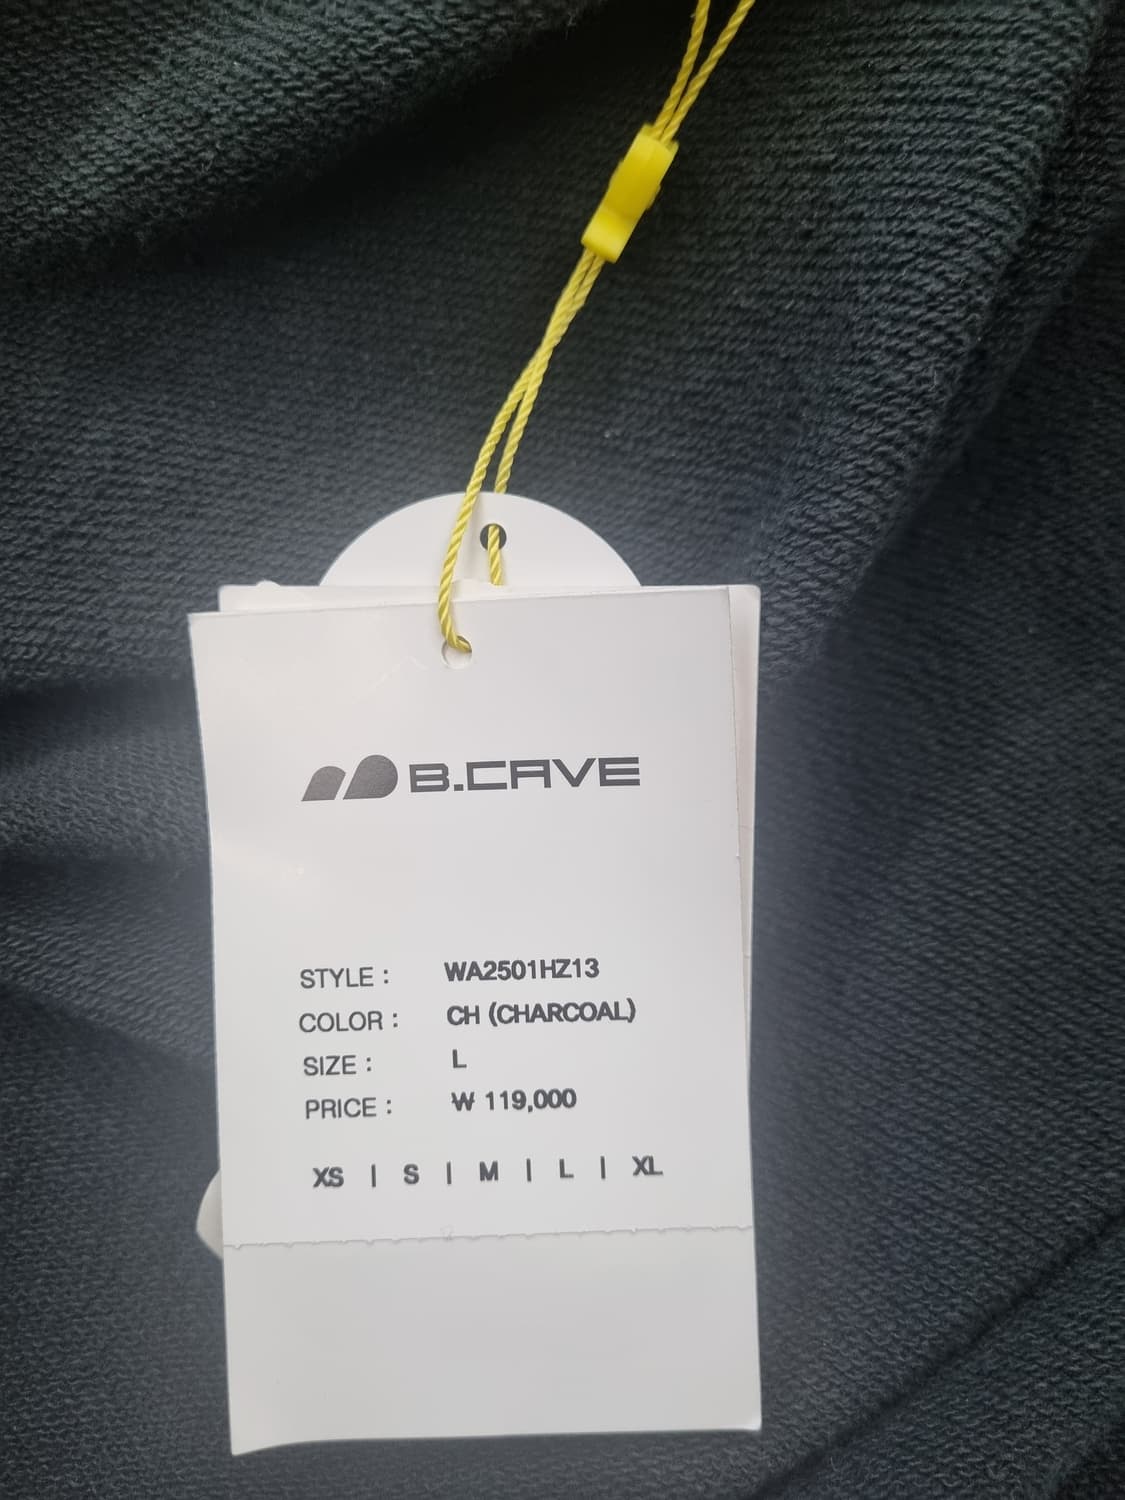 B.CAVE
STYLE : WA2501HZ13
COLOR : CH (CHARCOAL)
SIZE : L
PRICE : ₩ 119,000
XS | S | M | L | XL